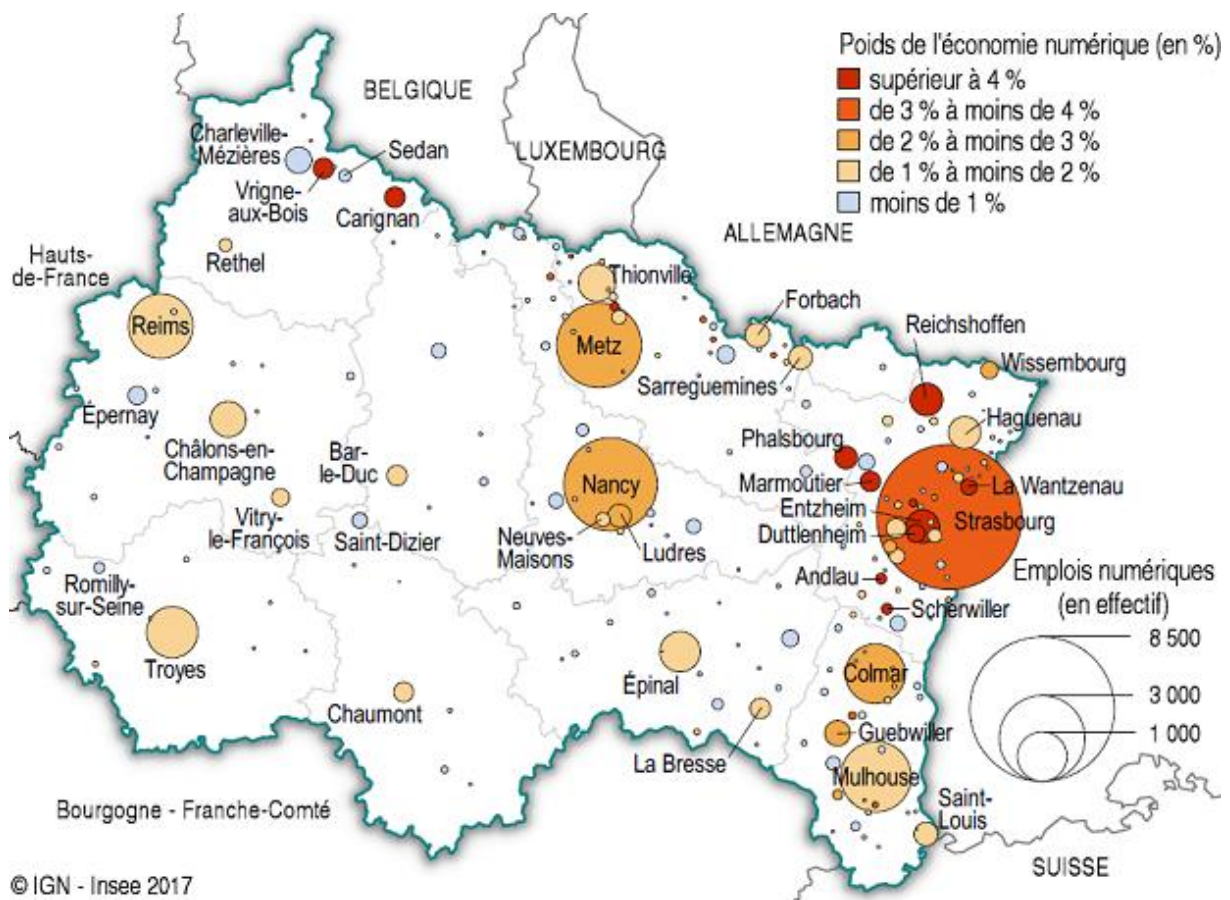 Poids de l'économie numérique (en %)
supérieur à 4 %
de 3 % à moins de 4 %
de 2 % à moins de 3 %
de 1 % à moins de 2 %
moins de 1 %
BELGIQUE
LUXEMBOURG
ALLEMAGNE
Hauts-
de-France
Charleville-
Mézières
Sedan
Vrigne-
aux-Bois
Carignan
Rethel
Thionville
Forbach
Reichshoffen
Reims
Metz
Wissembourg
Sarreguemines
Épernay
Haguenau
Châlons-en-
Champagne
Bar-
le-Duc
Phalsbourg
Marmoutier
La Wantzenau
Nancy
Entzheim
Strasbourg
Vitry-
le-François
Saint-Dizier
Neuves-
Maisons
Ludres
Duttlenheim
Romilly-
sur-Seine
Andlau
Scherwiller
Emplois numériques
(en effectif)
8 500
3 000
1 000
Troyes
Épinal
Colmar
Chaumont
Guebwiller
La Bresse
Mulhouse
Saint-
Louis
Bourgogne - Franche-Comté
SUISSE
© IGN - Insee 2017